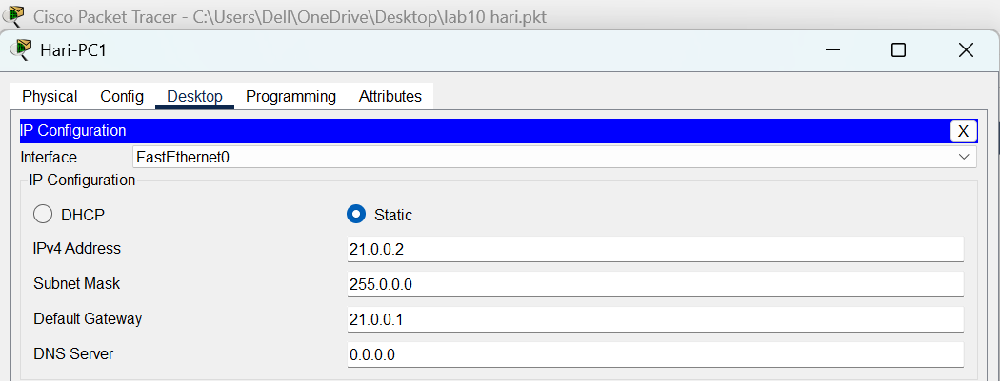 Cisco Packet Tracer - C:\Users\Dell\OneDrive\Desktop\lab10 hari.pkt
Hari-PC1
Physical Config Desktop Programming Attributes
IP Configuration X
Interface FastEthernet0
IP Configuration
DHCP Static
IPv4 Address 21.0.0.2
Subnet Mask 255.0.0.0
Default Gateway 21.0.0.1
DNS Server 0.0.0.0